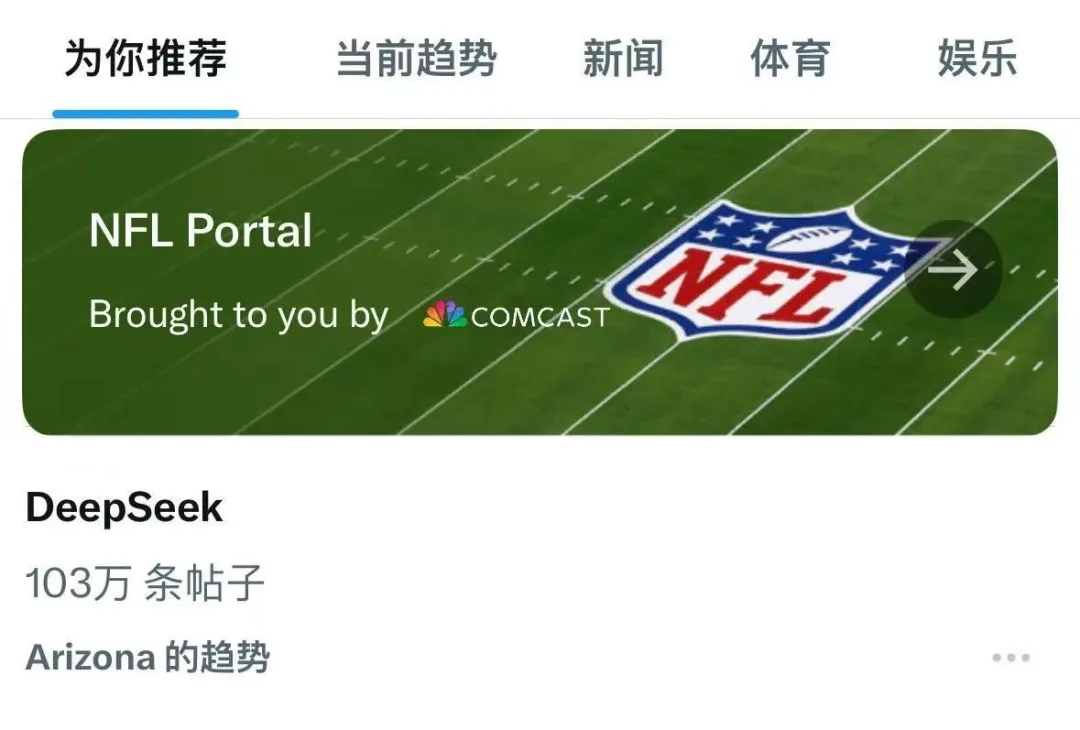 为你推荐 当前趋势 新闻 体育 娱乐
NFL Portal
Brought to you by COMCAST
NFL
DeepSeek
103万 条帖子
Arizona 的趋势